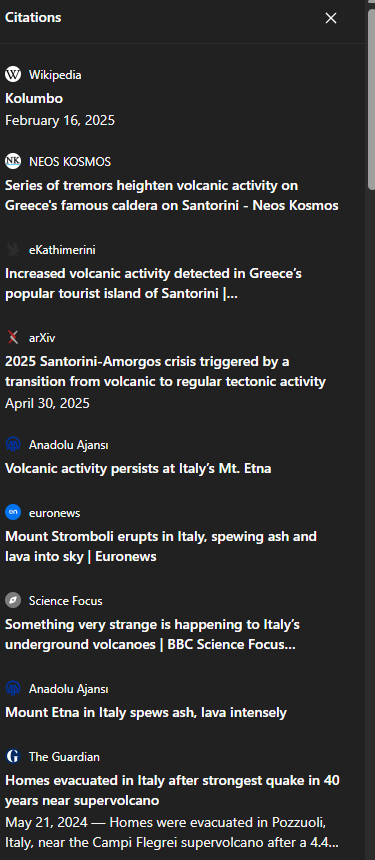 Citations
Wikipedia
Kolumbo
February 16, 2025
NK NEOS KOSMOS
Series of tremors heighten volcanic activity on
Greece's famous caldera on Santorini - Neos Kosmos
eKathimerini
Increased volcanic activity detected in Greece’s
popular tourist island of Santorini |...
arXiv
2025 Santorini-Amorgos crisis triggered by a
transition from volcanic to regular tectonic activity
April 30, 2025
Anadolu Ajansı
Volcanic activity persists at Italy’s Mt. Etna
on euronews
Mount Stromboli erupts in Italy, spewing ash and
lava into sky | Euronews
Science Focus
Something very strange is happening to Italy’s
underground volcanoes | BBC Science Focus...
Anadolu Ajansı
Mount Etna in Italy spews ash, lava intensely
G The Guardian
Homes evacuated in Italy after strongest quake in 40
years near supervolcano
May 21, 2024 — Homes were evacuated in Pozzuoli,
Italy, near the Campi Flegrei supervolcano after a 4.4...